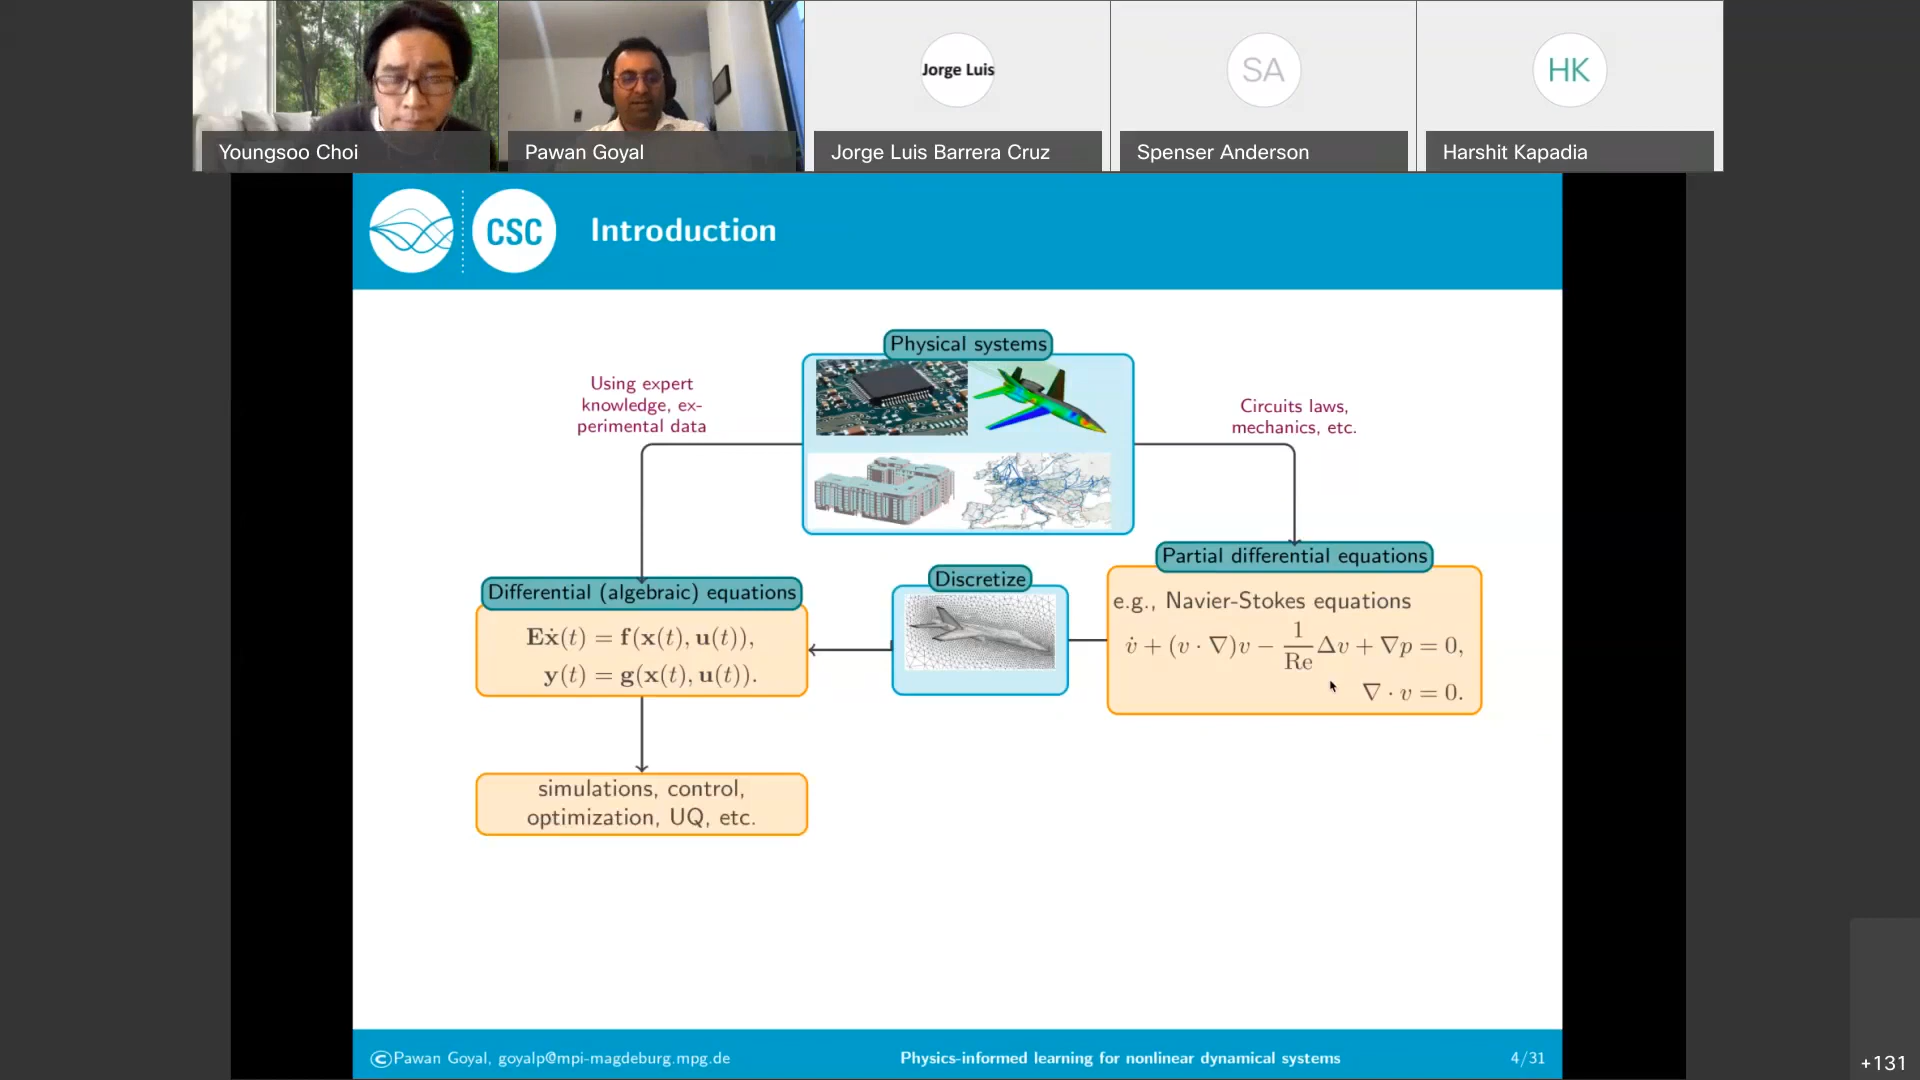 Jorge Luis
SA
HK
Youngsoo Choi
Pawan Goyal
Jorge Luis Barrera Cruz
Spenser Anderson
Harshit Kapadia
CSC
Introduction
Physical systems
Using expert
knowledge, ex-
perimental data
Circuits laws,
mechanics, etc.
Differential (algebraic) equations
Eẋ(t) = f(x(t), u(t)),
y(t) = g(x(t), u(t)).
Discretize
Partial differential equations
e.g., Navier-Stokes equations
v̇ + (v · ∇)v − 1/Re Δv + ∇p = 0,
∇ · v = 0.
simulations, control,
optimization, UQ, etc.
©Pawan Goyal, goyalp@mpi-magdeburg.mpg.de
Physics-informed learning for nonlinear dynamical systems
4/31
+131